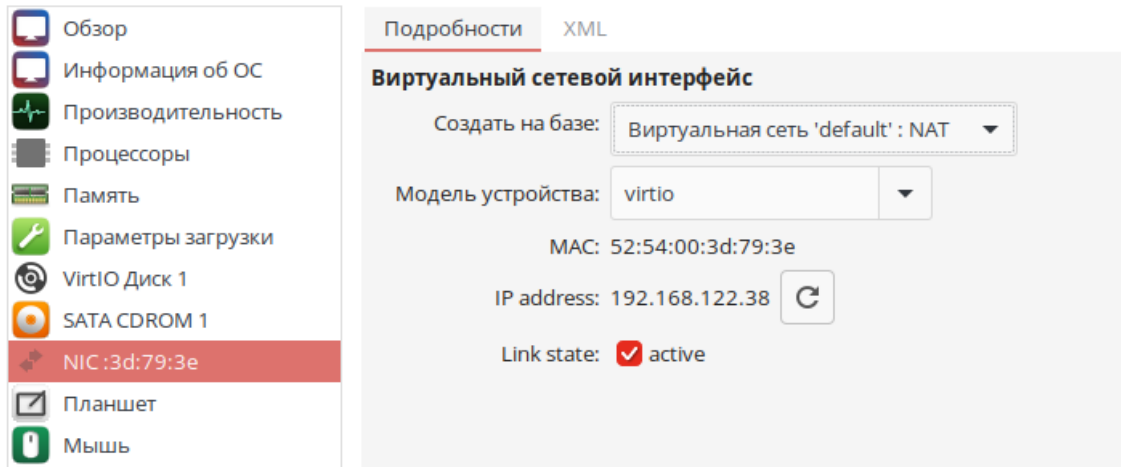 Обзор
Информация об ОС
Производительность
Процессоры
Память
Параметры загрузки
VirtIO Диск 1
SATA CDROM 1
NIC :3d:79:3e
Планшет
Мышь
Подробности XML
Виртуальный сетевой интерфейс
Создать на базе: Виртуальная сеть 'default' : NAT
Модель устройства: virtio
MAC: 52:54:00:3d:79:3e
IP address: 192.168.122.38
Link state: active